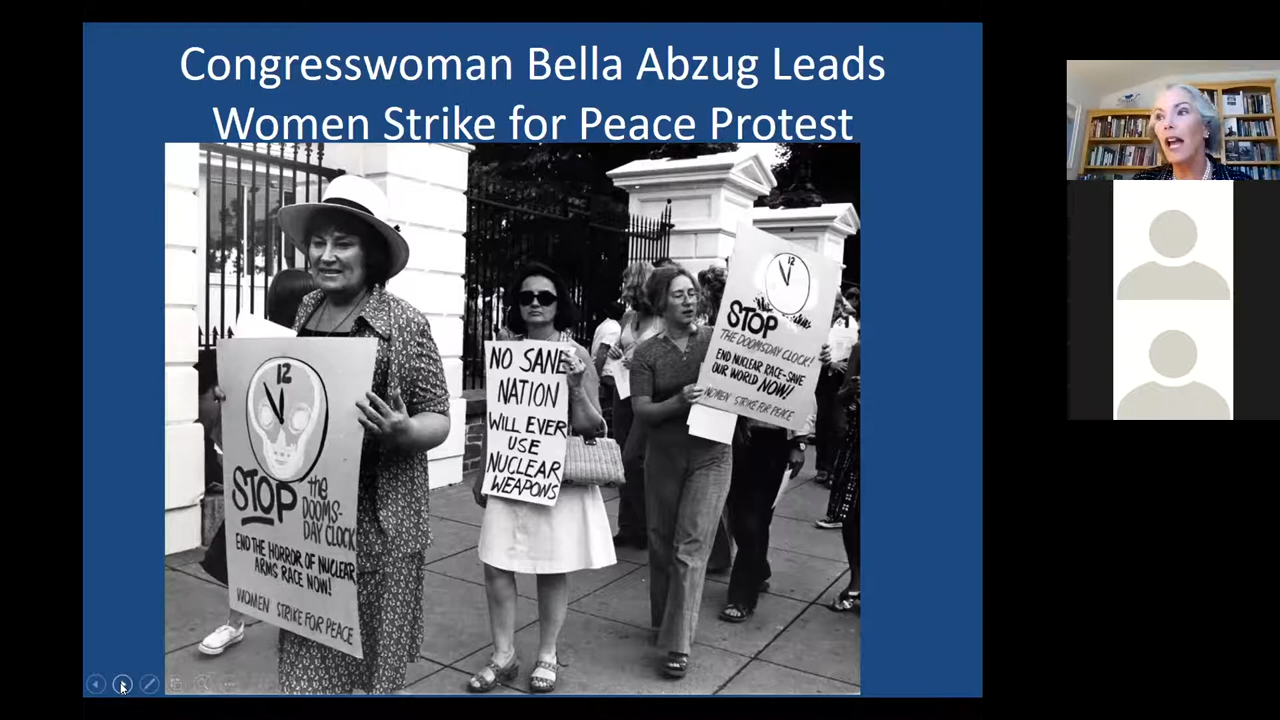 Congresswoman Bella Abzug Leads
Women Strike for Peace Protest
12
STOP
the
DOOMS-
DAY CLOCK
END THE HORROR OF NUCLEAR
ARMS RACE NOW!
WOMEN STRIKE FOR PEACE
NO SANE
NATION
WILL EVER
USE
NUCLEAR
WEAPONS
12
STOP
THE DOOMSDAY CLOCK!
END NUCLEAR RACE-SAVE
OUR WORLD NOW!
WOMEN STRIKE FOR PEACE